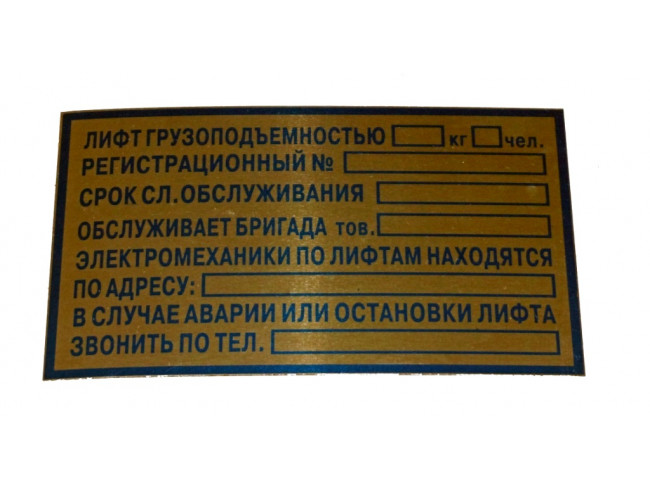 ЛИФТ ГРУЗОПОДЪЕМНОСТЬЮ кг чел.
РЕГИСТРАЦИОННЫЙ №
СРОК СЛ. ОБСЛУЖИВАНИЯ
ОБСЛУЖИВАЕТ БРИГАДА тов.
ЭЛЕКТРОМЕХАНИКИ ПО ЛИФТАМ НАХОДЯТСЯ
ПО АДРЕСУ:
В СЛУЧАЕ АВАРИИ ИЛИ ОСТАНОВКИ ЛИФТА
ЗВОНИТЬ ПО ТЕЛ.